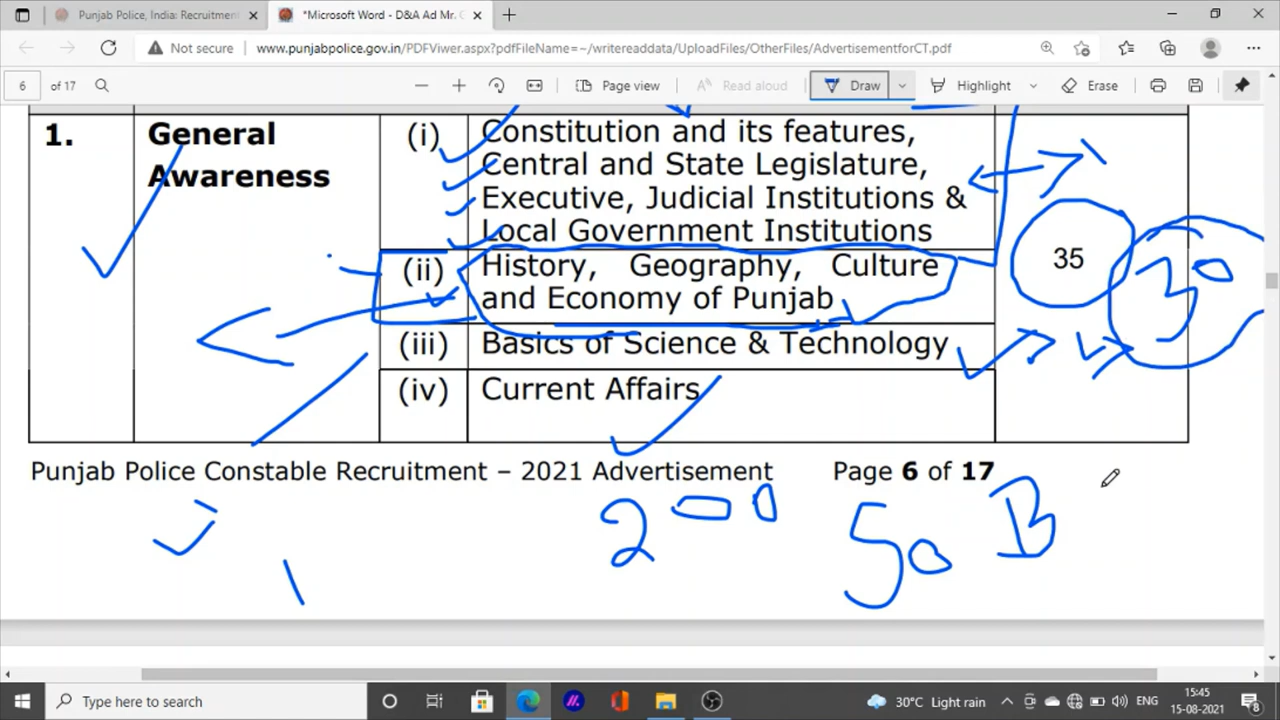 Punjab Police, India: Recruitment
*Microsoft Word - D&A Ad Mr.
Not secure
www.punjabpolice.gov.in/PDFViwer.aspx?pdfFileName=~/writereaddata/UploadFiles/OtherFiles/AdvertisementforCT.pdf
6 of 17
Page view
Read aloud
Draw
Highlight
Erase
1. General Awareness
(i) Constitution and its features,
Central and State Legislature,
Executive, Judicial Institutions &
Local Government Institutions
(ii) History, Geography, Culture
and Economy of Punjab
(iii) Basics of Science & Technology
(iv) Current Affairs
35
30
Punjab Police Constable Recruitment – 2021 Advertisement Page 6 of 17
200 50 B
Type here to search
30°C Light rain
ENG
15:45
15-08-2021
8